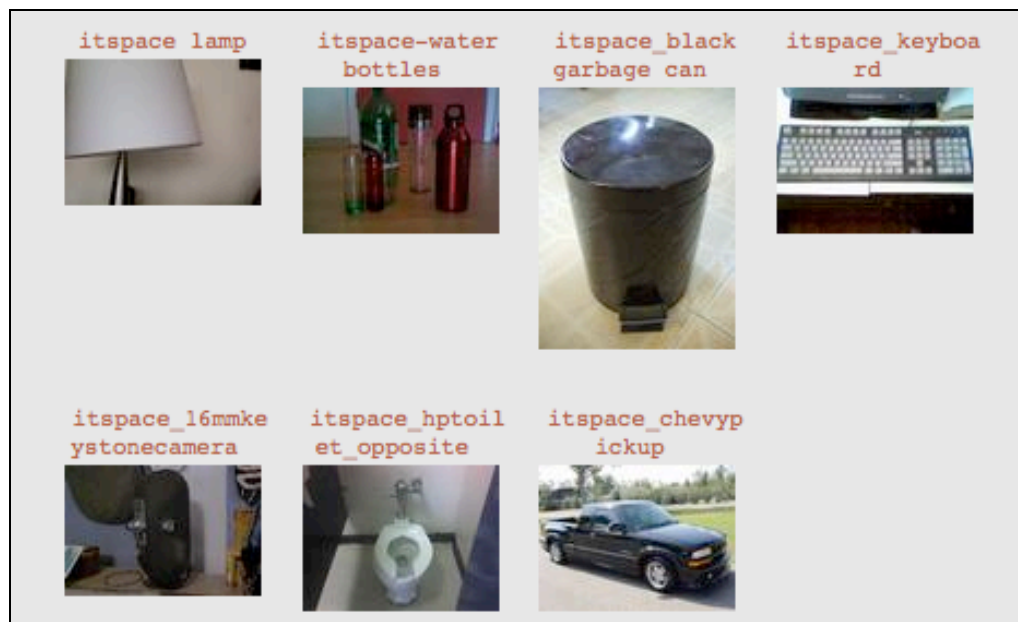 itspace lamp
itspace-water
bottles
itspace_black
garbage can
itspace_keyboa
rd
itspace_16mmke
ystonecamera
itspace_hptoil
et_opposite
itspace_chevyp
ickup